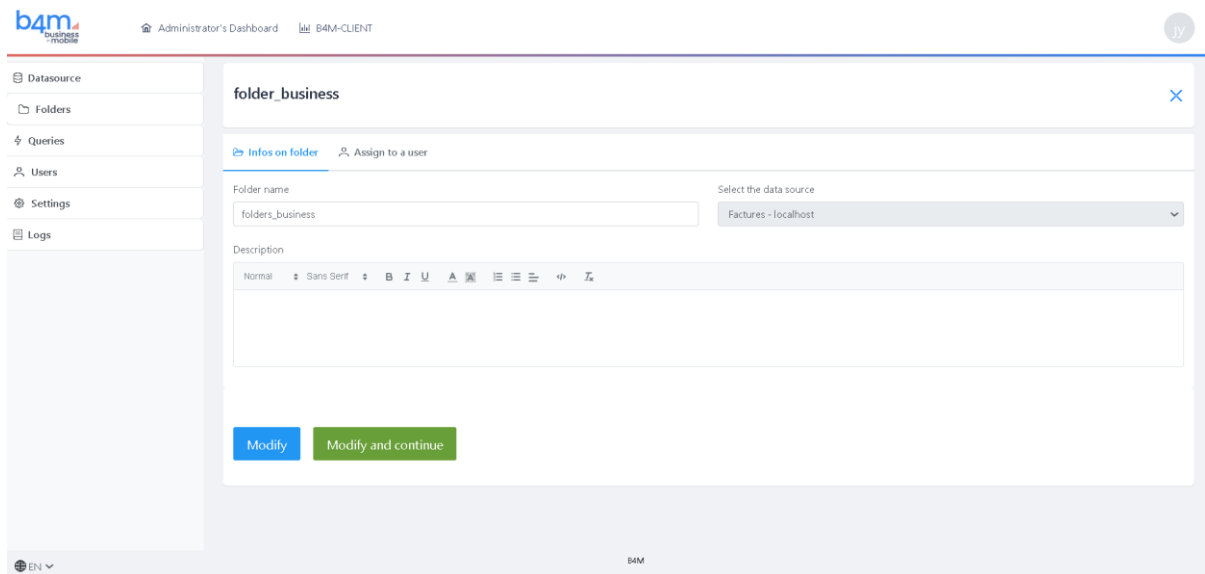 b4m
business
-mobile
Administrator's Dashboard
B4M-CLIENT
jy
Datasource
Folders
Queries
Users
Settings
Logs
folder_business
Infos on folder
Assign to a user
Folder name
Select the data source
folders_business
Factures - localhost
Description
Normal Sans Serif B I U A A </> Tx
Modify
Modify and continue
EN
B4M